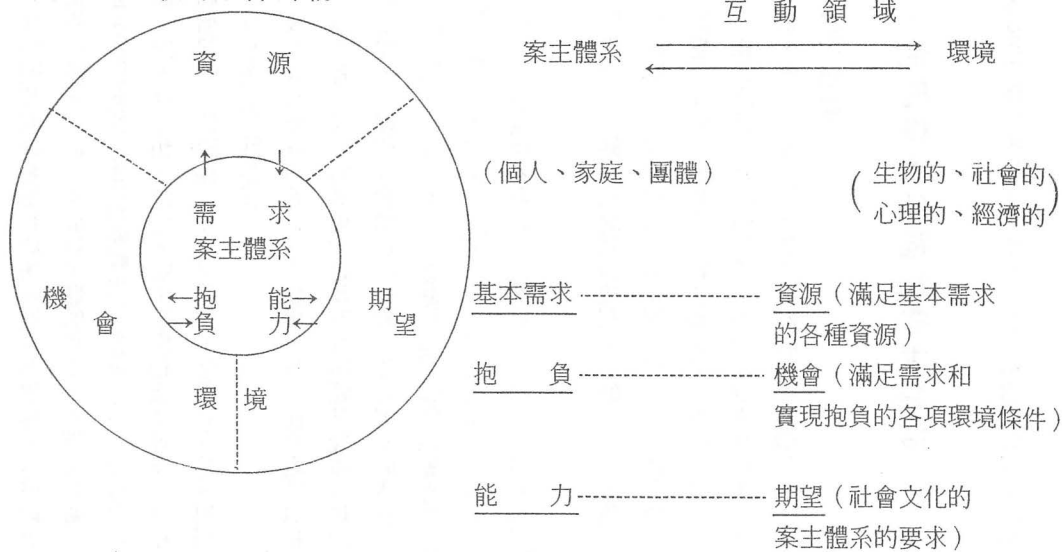 互動領域
案主體系
環境
資源
(個人、家庭、團體)
(生物的、社會的
心理的、經濟的)
需求
案主體系
←抱 能→
→負 力←
機會
期望
環境
基本需求 資源(滿足基本需求
的各種資源)
抱負 機會(滿足需求和
實現抱負的各項環境條件)
能力 期望(社會文化的
案主體系的要求)